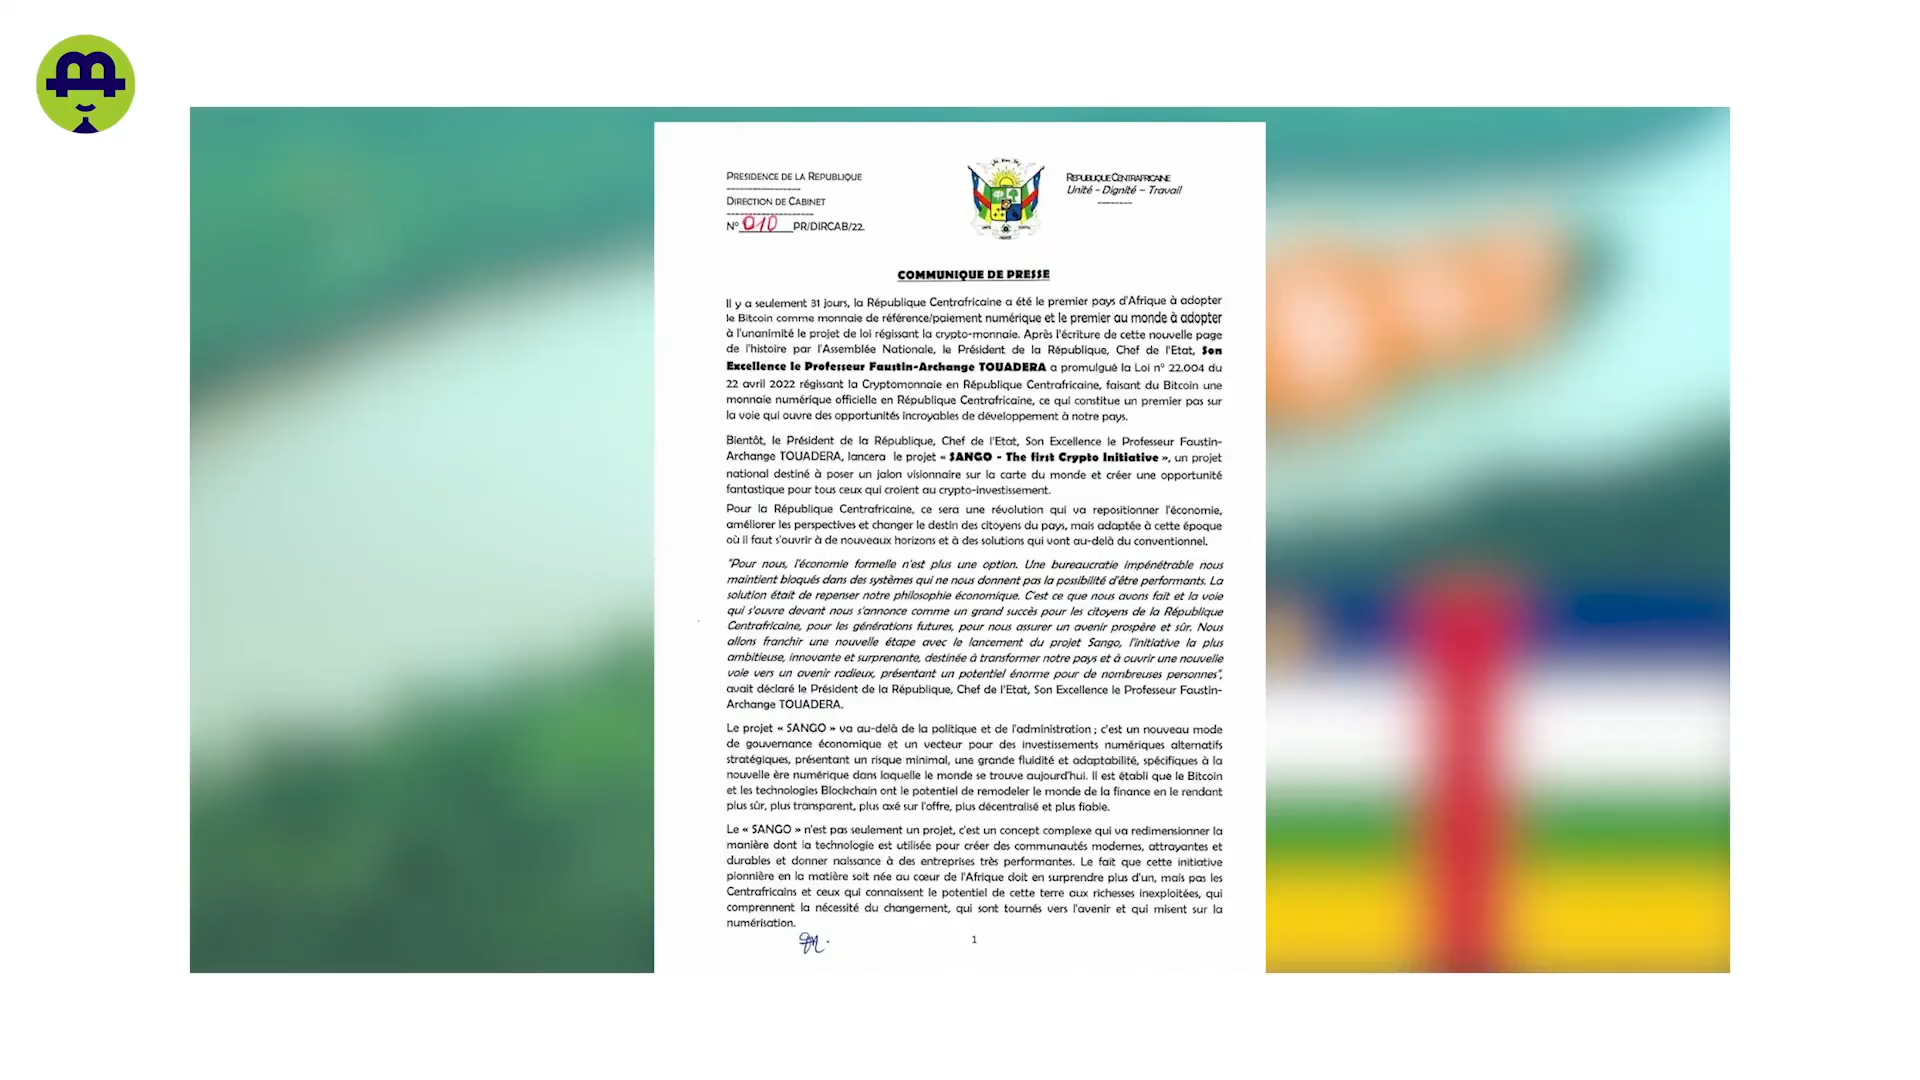 PRESIDENCE DE LA REPUBLIQUE
DIRECTION DE CABINET
N° 010 PR/DIRCAB/22.
REPUBLIQUE CENTRAFRICAINE
Unité - Dignité – Travail
COMMUNIQUE DE PRESSE
Il y a seulement 31 jours, la République Centrafricaine a été le premier pays d'Afrique à adopter
le Bitcoin comme monnaie de référence/paiement numérique et le premier au monde à adopter
à l'unanimité le projet de loi régissant la crypto-monnaie. Après l'écriture de cette nouvelle page
de l'histoire par l'Assemblée Nationale, le Président de la République, Chef de l'Etat, Son
Excellence le Professeur Faustin-Archange TOUADERA a promulgué la Loi n° 22.004 du
22 avril 2022 régissant la Cryptomonnaie en République Centrafricaine, faisant du Bitcoin une
monnaie numérique officielle en République Centrafricaine, ce qui constitue un premier pas sur
la voie qui ouvre des opportunités incroyables de développement à notre pays.
Bientôt, le Président de la République, Chef de l'Etat, Son Excellence le Professeur Faustin-
Archange TOUADERA, lancera le projet « SANGO - The first Crypto Initiative », un projet
national destiné à poser un jalon visionnaire sur la carte du monde et créer une opportunité
fantastique pour tous ceux qui croient au crypto-investissement.
Pour la République Centrafricaine, ce sera une révolution qui va repositionner l'économie,
améliorer les perspectives et changer le destin des citoyens du pays, mais adaptée à cette époque
où il faut s'ouvrir à de nouveaux horizons et à des solutions qui vont au-delà du conventionnel.
"Pour nous, l'économie formelle n'est plus une option. Une bureaucratie impénétrable nous
maintient bloqués dans des systèmes qui ne nous donnent pas la possibilité d'être performants. La
solution était de repenser notre philosophie économique. C'est ce que nous avons fait et la voie
qui s'ouvre devant nous s'annonce comme un grand succès pour les citoyens de la République
Centrafricaine, pour les générations futures, pour nous assurer un avenir prospère et sûr. Nous
allons franchir une nouvelle étape avec le lancement du projet Sango, l'initiative la plus
ambitieuse, innovante et surprenante, destinée à transformer notre pays et à ouvrir une nouvelle
voie vers un avenir radieux, présentant un potentiel énorme pour de nombreuses personnes",
avait déclaré le Président de la République, Chef de l'Etat, Son Excellence le Professeur Faustin-
Archange TOUADERA.
Le projet « SANGO » va au-delà de la politique et de l'administration ; c'est un nouveau mode
de gouvernance économique et un vecteur pour des investissements numériques alternatifs
stratégiques, présentant un risque minimal, une grande fluidité et adaptabilité, spécifiques à la
nouvelle ère numérique dans laquelle le monde se trouve aujourd'hui. Il est établi que le Bitcoin
et les technologies Blockchain ont le potentiel de remodeler le monde de la finance en le rendant
plus sûr, plus transparent, plus axé sur l'offre, plus décentralisé et plus fiable.
Le « SANGO » n'est pas seulement un projet, c'est un concept complexe qui va redimensionner la
manière dont la technologie est utilisée pour créer des communautés modernes, attrayantes et
durables et donner naissance à des entreprises très performantes. Le fait que cette initiative
pionnière en la matière soit née au cœur de l'Afrique doit en surprendre plus d'un, mais pas les
Centrafricains et ceux qui connaissent le potentiel de cette terre aux richesses inexploitées, qui
comprennent la nécessité du changement, qui sont tournés vers l'avenir et qui misent sur la
numérisation.
1